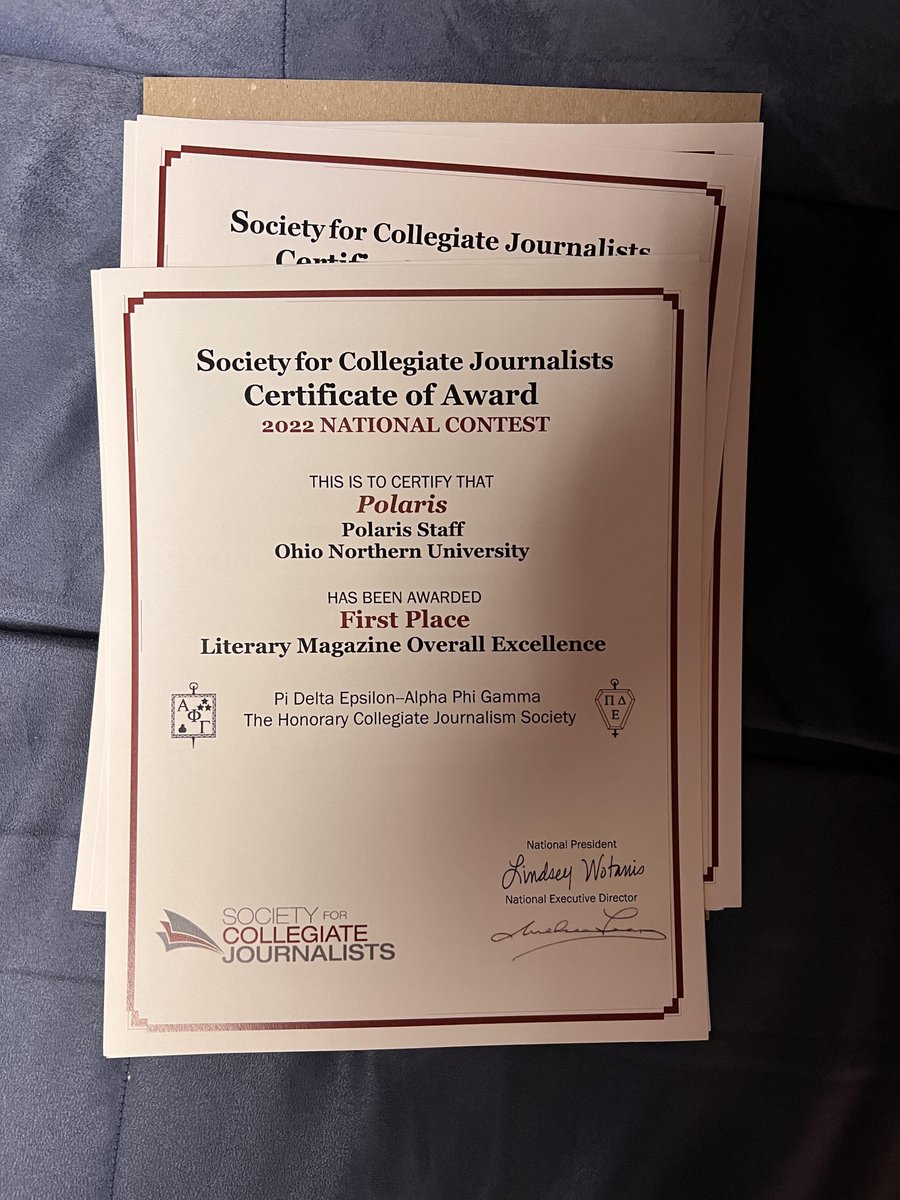 Society for Collegiate Journalists
Society for Collegiate Journalists
Certificate of Award
2022 NATIONAL CONTEST
THIS IS TO CERTIFY THAT
Polaris
Polaris Staff
Ohio Northern University
HAS BEEN AWARDED
First Place
Literary Magazine Overall Excellence
Pi Delta Epsilon–Alpha Phi Gamma
The Honorary Collegiate Journalism Society
Α
Φ
Γ
Π Δ
Ε
National President
Lindsey Wotanis
National Executive Director
SOCIETY FOR
COLLEGIATE
JOURNALISTS